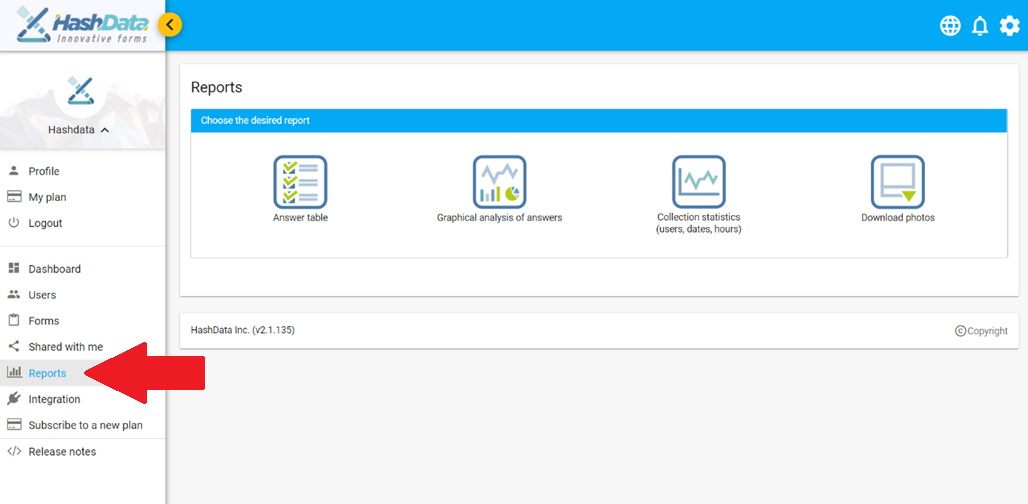 HashData
Innovative forms
Hashdata
Profile
My plan
Logout
Dashboard
Users
Forms
Shared with me
Reports
Integration
Subscribe to a new plan
Release notes
Reports
Choose the desired report
Answer table
Graphical analysis of answers
Collection statistics
(users, dates, hours)
Download photos
HashData Inc. (v2.1.135)
©Copyright